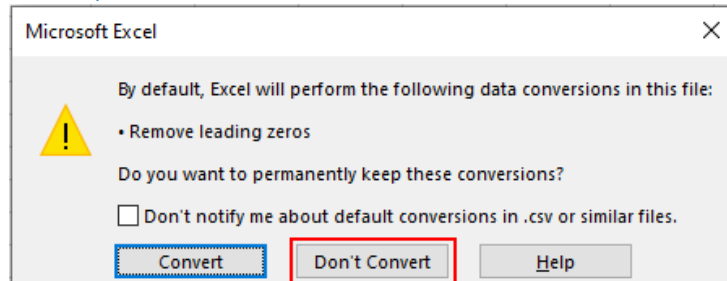 Microsoft Excel
By default, Excel will perform the following data conversions in this file:
• Remove leading zeros
Do you want to permanently keep these conversions?
Don't notify me about default conversions in .csv or similar files.
Convert Don't Convert Help